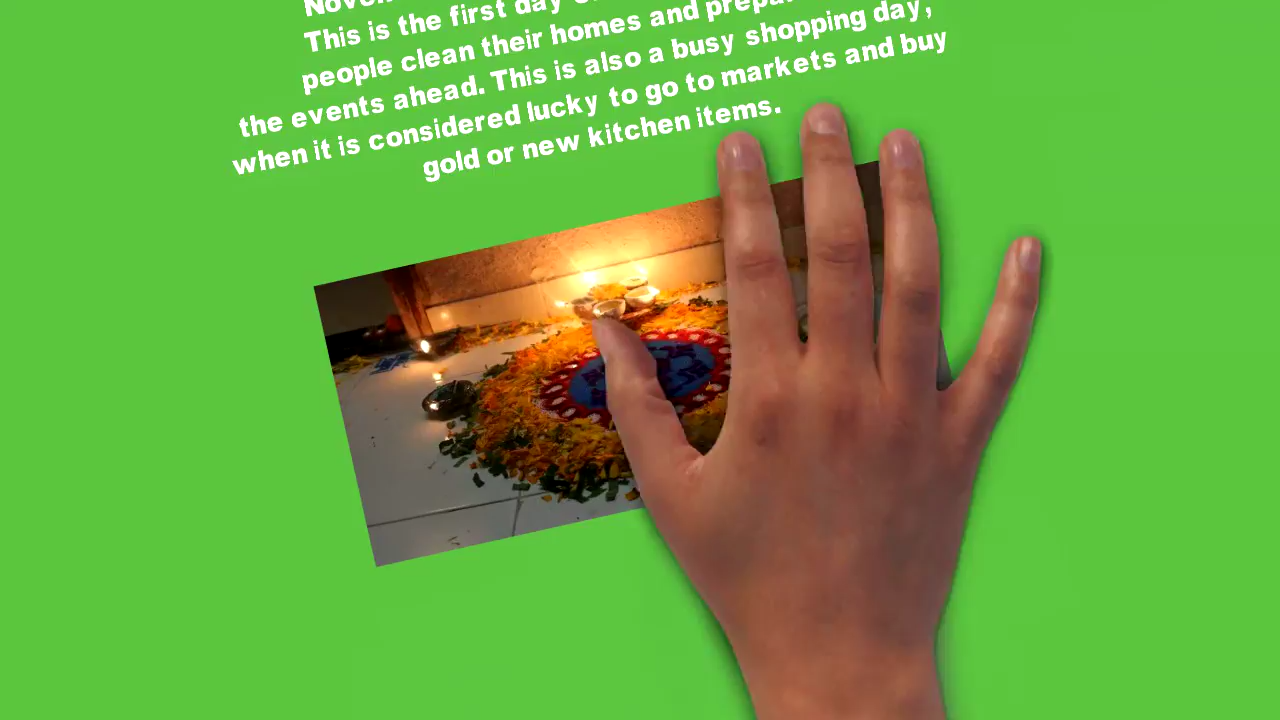 This is the first day
people clean their homes and
the events ahead. This is also a busy shopping day,
when it is considered lucky to go to markets and buy
gold or new kitchen items.